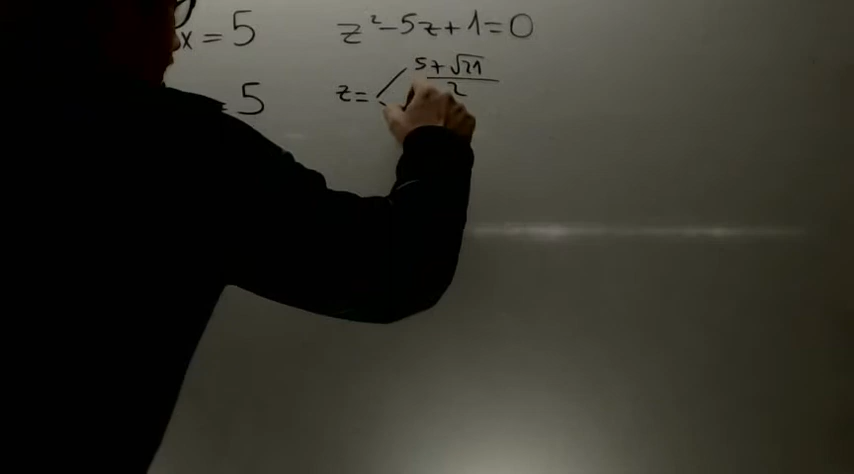 x = 5
z²-5z+1=0
5+√21
= 5
z=
2